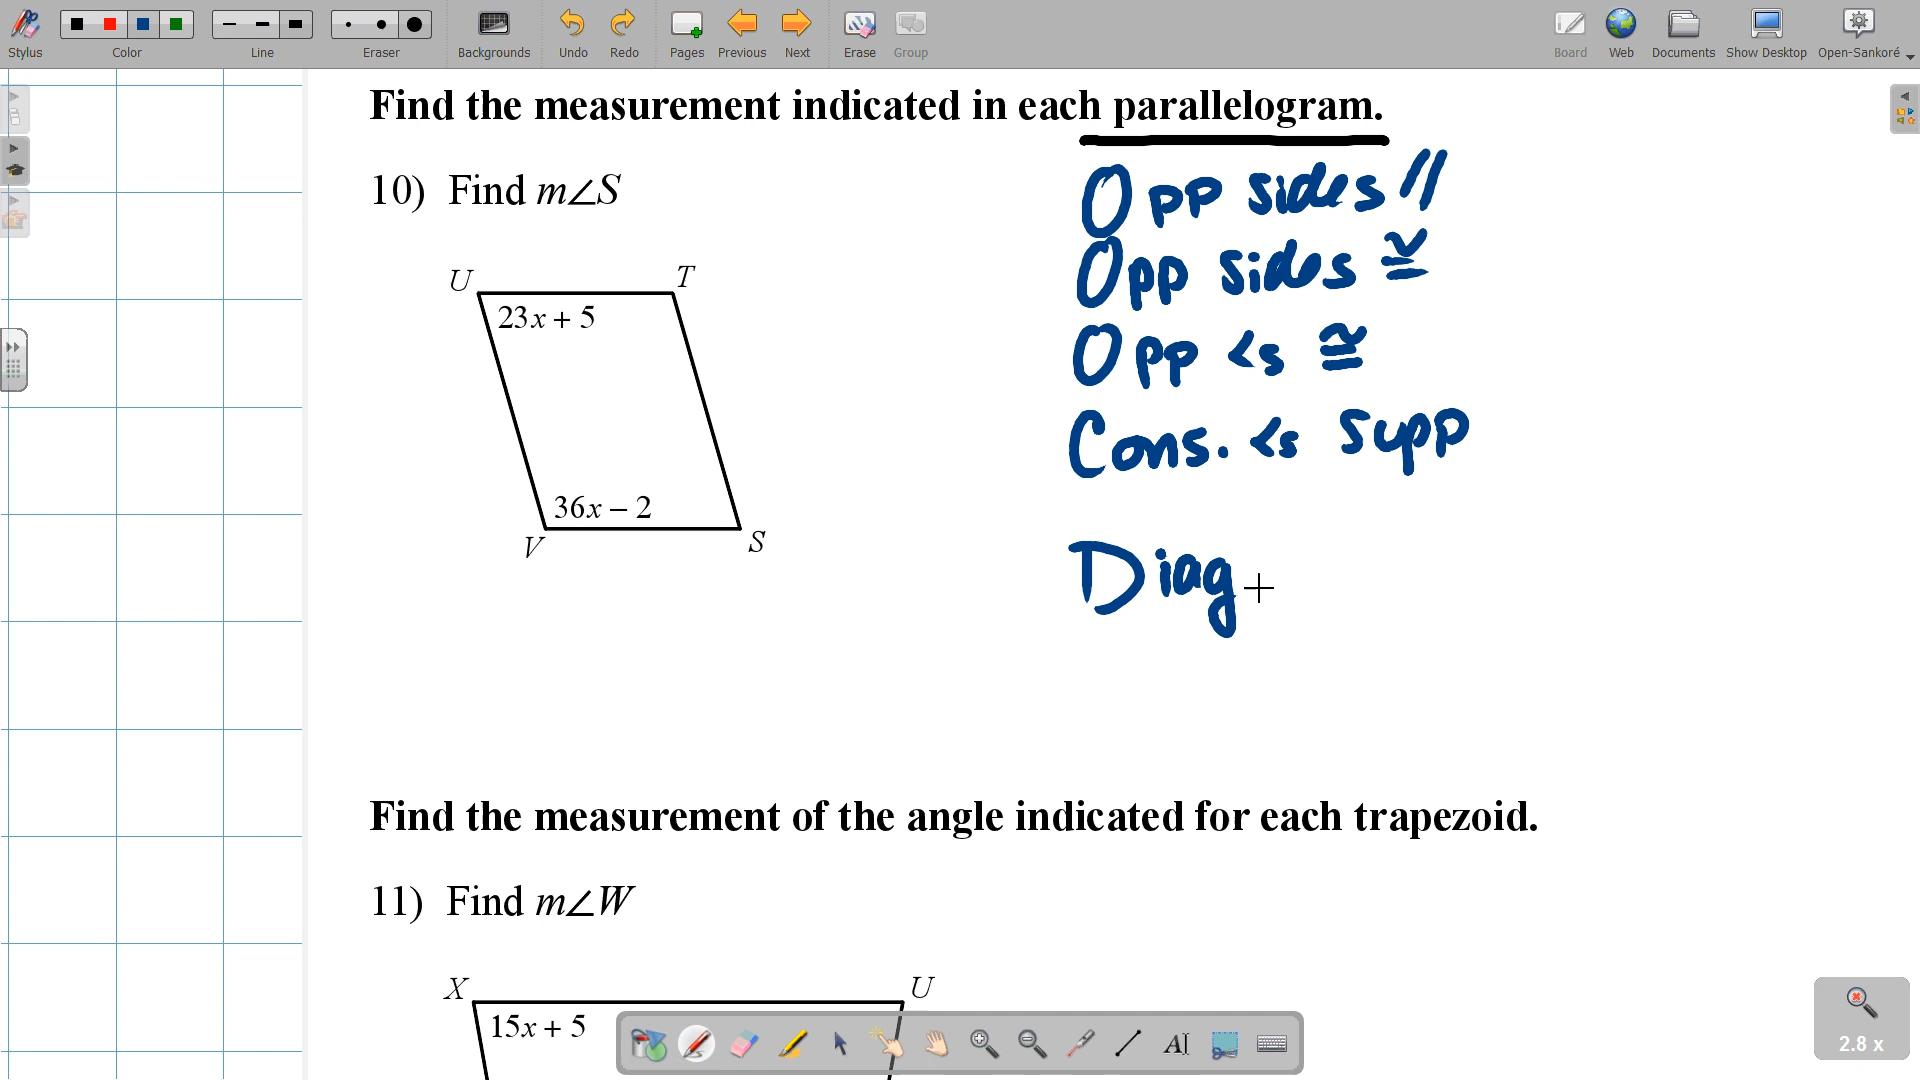 Stylus Color Line Eraser Backgrounds Undo Redo Pages Previous Next Erase Group Board Web Documents Show Desktop Open-Sankoré
Find the measurement indicated in each parallelogram.
10) Find m∠S
U T
23x + 5
36x − 2
V S
Opp sides //
Opp sides ≅
Opp <s ≅
Cons. <s supp
Diag
Find the measurement of the angle indicated for each trapezoid.
11) Find m∠W
X U
15x + 5
2.8 x